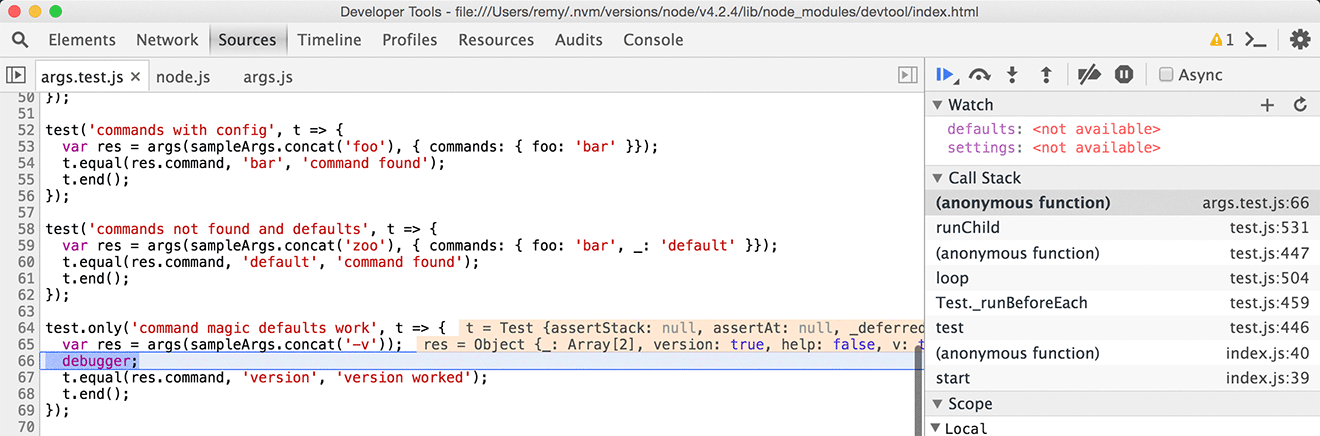 Developer Tools - file:///Users/remy/.nvm/versions/node/v4.2.4/lib/node_modules/devtool/index.html
Elements Network Sources Timeline Profiles Resources Audits Console 1
args.test.js × node.js args.js
50 });
51
52 test('commands with config', t => {
53 var res = args(sampleArgs.concat('foo'), { commands: { foo: 'bar' }});
54 t.equal(res.command, 'bar', 'command found');
55 t.end();
56 });
57
58 test('commands not found and defaults', t => {
59 var res = args(sampleArgs.concat('zoo'), { commands: { foo: 'bar', _: 'default' }});
60 t.equal(res.command, 'default', 'command found');
61 t.end();
62 });
63
64 test.only('command magic defaults work', t => { t = Test {assertStack: null, assertAt: null, _deferred
65 var res = args(sampleArgs.concat('-v')); res = Object {_: Array[2], version: true, help: false, v: t
66 debugger;
67 t.equal(res.command, 'version', 'version worked');
68 t.end();
69 });
70
Async
Watch
defaults: <not available>
settings: <not available>
Call Stack
(anonymous function) args.test.js:66
runChild test.js:531
(anonymous function) test.js:447
loop test.js:504
Test._runBeforeEach test.js:459
test test.js:446
(anonymous function) index.js:40
start index.js:39
Scope
Local